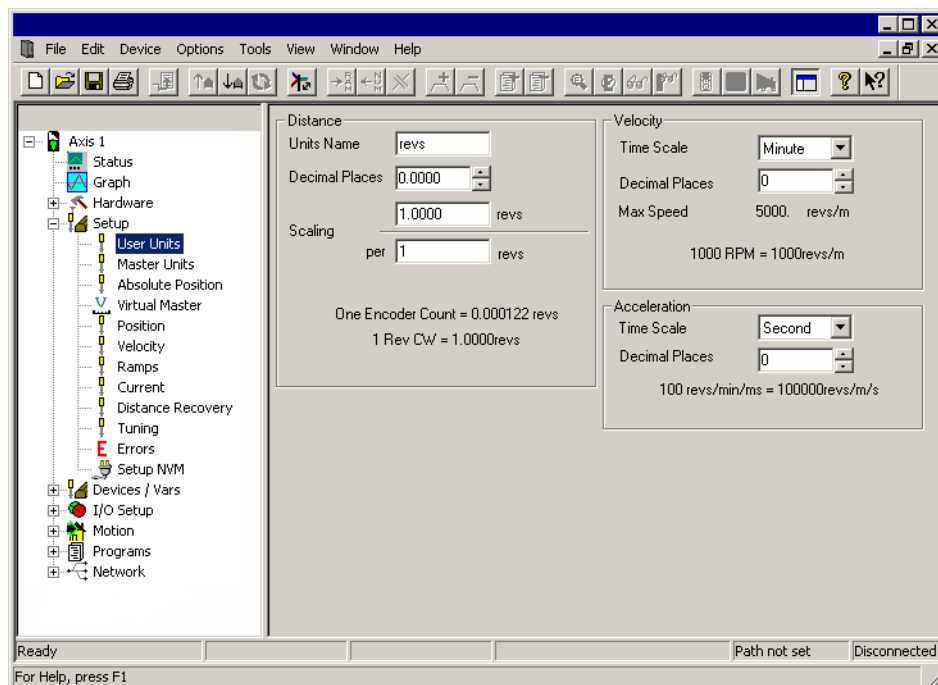 File Edit Device Options Tools View Window Help
Axis 1
Status
Graph
Hardware
Setup
User Units
Master Units
Absolute Position
Virtual Master
Position
Velocity
Ramps
Current
Distance Recovery
Tuning
E Errors
Setup NVM
Devices / Vars
I/O Setup
Motion
Programs
Network
Distance
Units Name revs
Decimal Places 0.0000
Scaling 1.0000 revs
per 1 revs
One Encoder Count = 0.000122 revs
1 Rev CW = 1.0000revs
Velocity
Time Scale Minute
Decimal Places 0
Max Speed 5000. revs/m
1000 RPM = 1000revs/m
Acceleration
Time Scale Second
Decimal Places 0
100 revs/min/ms = 100000revs/m/s
Ready Path not set Disconnected
For Help, press F1